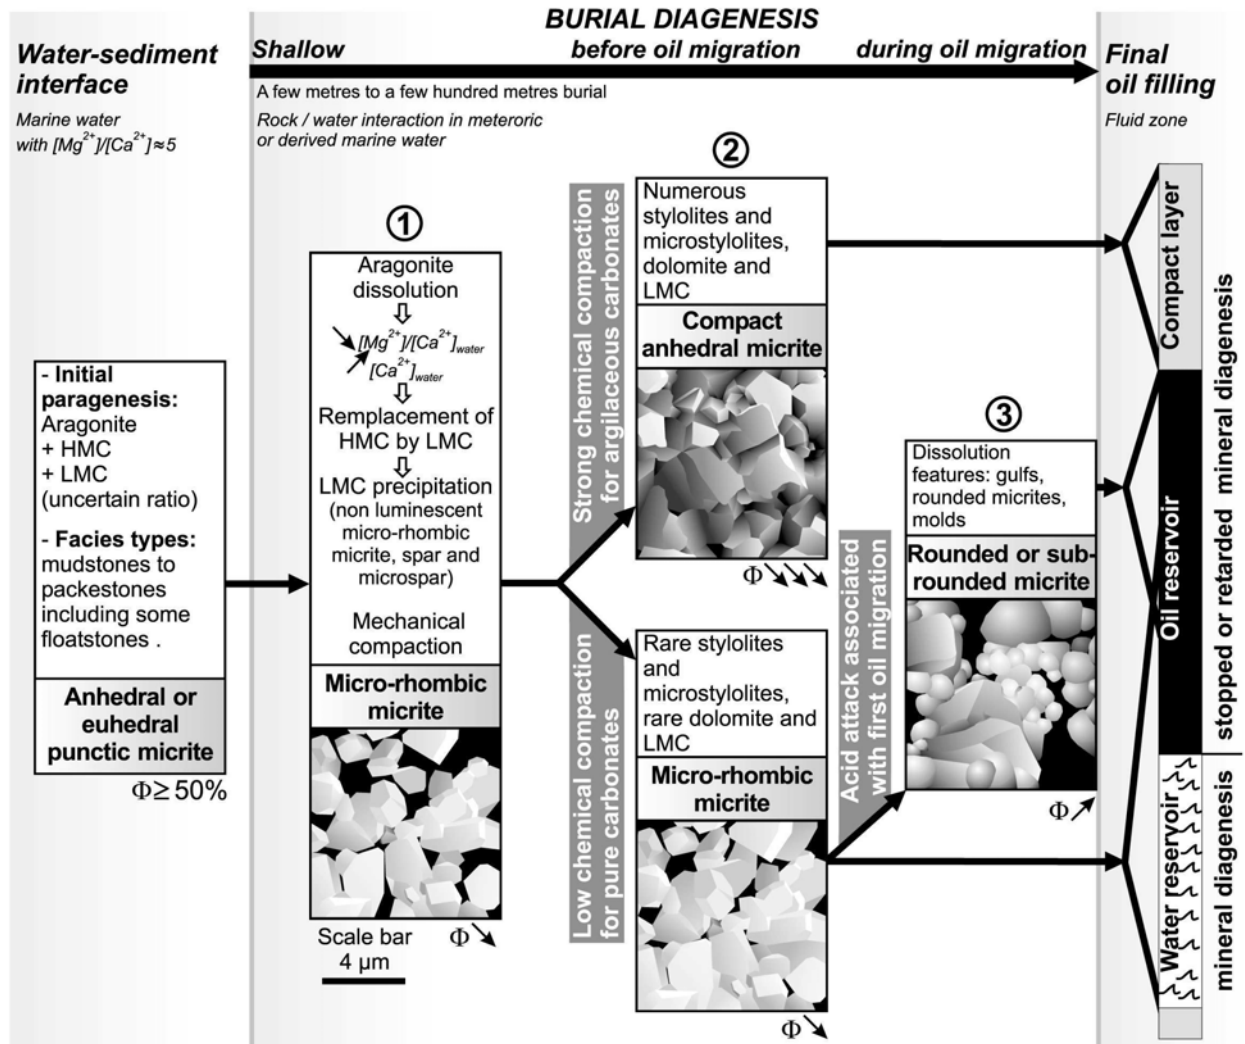 BURIAL DIAGENESIS
Water-sediment
interface
Marine water
with [Mg²⁺]/[Ca²⁺]≈5
Shallow
before oil migration
during oil migration
A few metres to a few hundred metres burial
Rock / water interaction in meteroric
or derived marine water
Final
oil filling
Fluid zone
- Initial
paragenesis:
Aragonite
+ HMC
+ LMC
(uncertain ratio)
- Facies types:
mudstones to
packestones
including some
floatstones .
Anhedral or
euhedral
punctic micrite
Φ≥50%
①
Aragonite
dissolution
⇩
↘ [Mg²⁺]/[Ca²⁺]water
↗ [Ca²⁺]water
⇩
Remplacement of
HMC by LMC
⇩
LMC precipitation
(non luminescent
micro-rhombic
micrite, spar and
microspar)
Mechanical
compaction
Micro-rhombic
micrite
Φ ↘
Scale bar
4 µm
Strong chemical compaction
for argilaceous carbonates
Low chemical compaction
for pure carbonates
②
Numerous
stylolites and
microstylolites,
dolomite and
LMC
Compact
anhedral micrite
Φ ↘↘↘
Rare stylolites
and
microstylolites,
rare dolomite and
LMC
Micro-rhombic
micrite
Φ ↘
Acid attack associated
with first oil migration
③
Dissolution
features: gulfs,
rounded micrites,
molds
Rounded or sub-
rounded micrite
Φ ↗
Compact layer
Oil reservoir
Water reservoir
stopped or retarded mineral diagenesis
mineral diagenesis